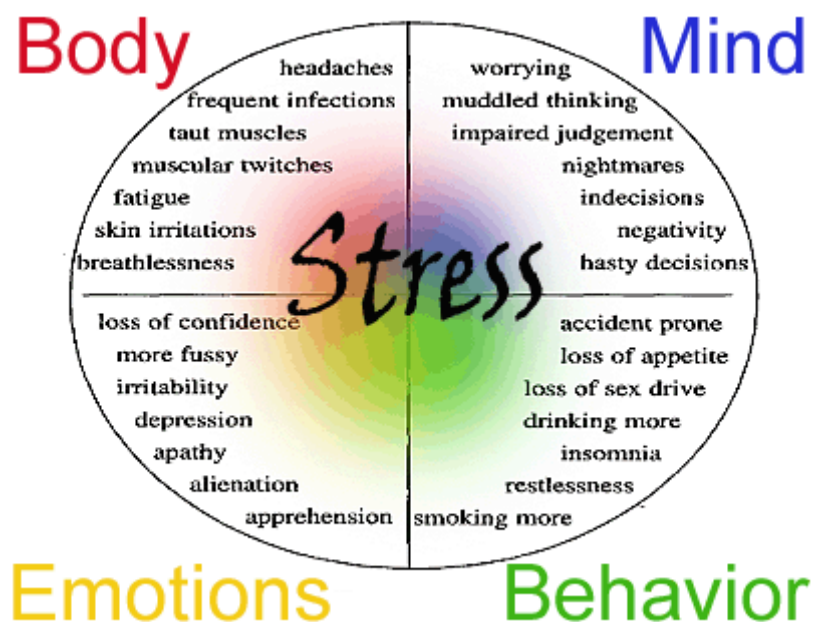 Body
Mind
headaches
frequent infections
taut muscles
muscular twitches
fatigue
skin irritations
breathlessness
worrying
muddled thinking
impaired judgement
nightmares
indecisions
negativity
hasty decisions
Stress
loss of confidence
more fussy
irritability
depression
apathy
alienation
apprehension
accident prone
loss of appetite
loss of sex drive
drinking more
insomnia
restlessness
smoking more
Emotions
Behavior